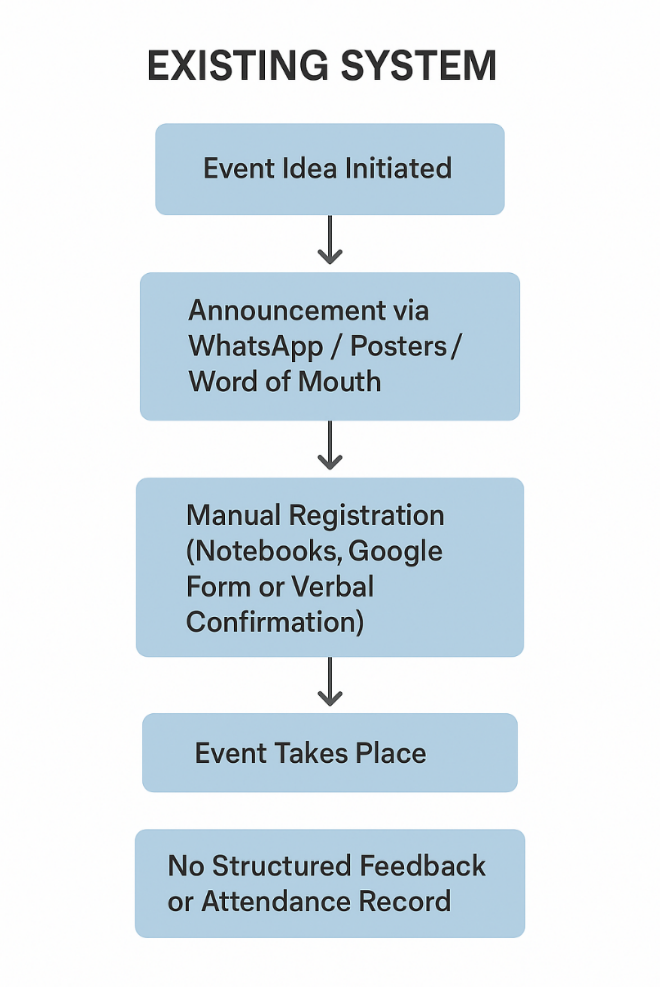 EXISTING SYSTEM
Event Idea Initiated
Announcement via
WhatsApp / Posters /
Word of Mouth
Manual Registration
(Notebooks, Google
Form or Verbal
Confirmation)
Event Takes Place
No Structured Feedback
or Attendance Record